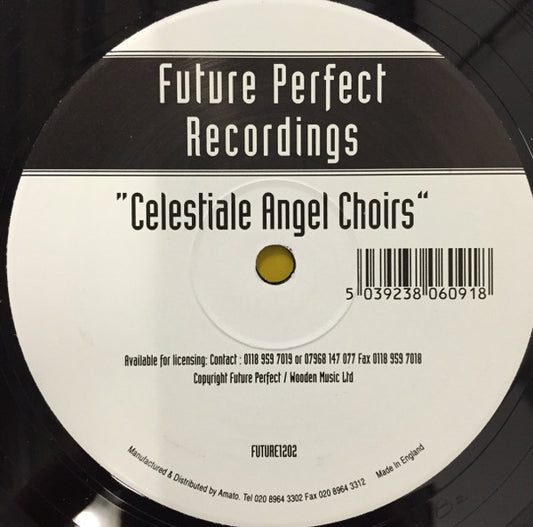 Future Perfect
Recordings
"Celestiale Angel Choirs“
5 039238 060918
Available for licensing: Contact : 0118 959 7019 or 07968 147 077 Fax 0118 959 7018
Copyright Future Perfect / Wooden Music Ltd
FUTURE1202
Manufactured & Distributed by Amato. Tel 020 8964 3302 Fax 020 8964 3312 Made In England